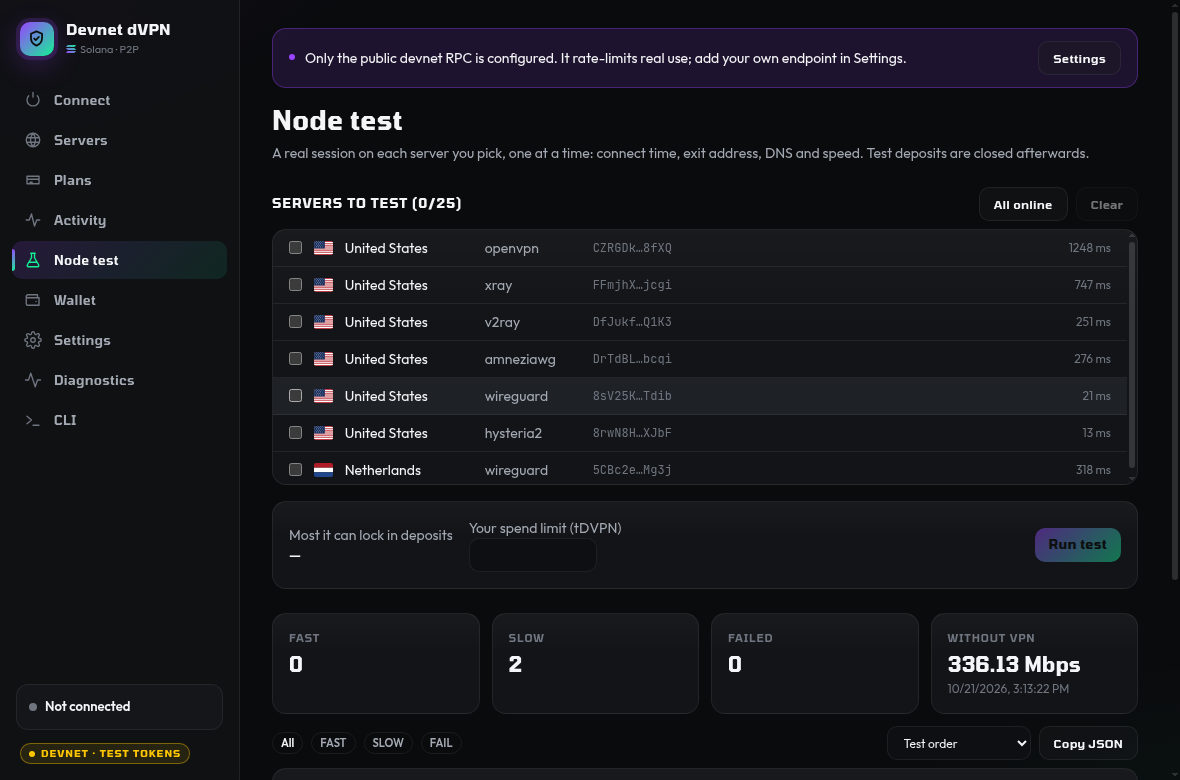 Devnet dVPN
Solana · P2P
Connect
Servers
Plans
Activity
Node test
Wallet
Settings
Diagnostics
CLI
Not connected
DEVNET · TEST TOKENS
Only the public devnet RPC is configured. It rate-limits real use; add your own endpoint in Settings.
Settings
Node test
A real session on each server you pick, one at a time: connect time, exit address, DNS and speed. Test deposits are closed afterwards.
SERVERS TO TEST (0/25)
All online
Clear
United States openvpn CZRGDk…8fXQ 1248 ms
United States xray FFmjhX…jcgi 747 ms
United States v2ray DfJukf…Q1K3 251 ms
United States amneziawg DrTdBL…bcqi 276 ms
United States wireguard 8sV25K…Tdib 21 ms
United States hysteria2 8rwN8H…XJbF 13 ms
Netherlands wireguard 5CBc2e…Mg3j 318 ms
Most it can lock in deposits
—
Your spend limit (tDVPN)
Run test
FAST
0
SLOW
2
FAILED
0
WITHOUT VPN
336.13 Mbps
10/21/2026, 3:13:22 PM
All FAST SLOW FAIL
Test order
Copy JSON